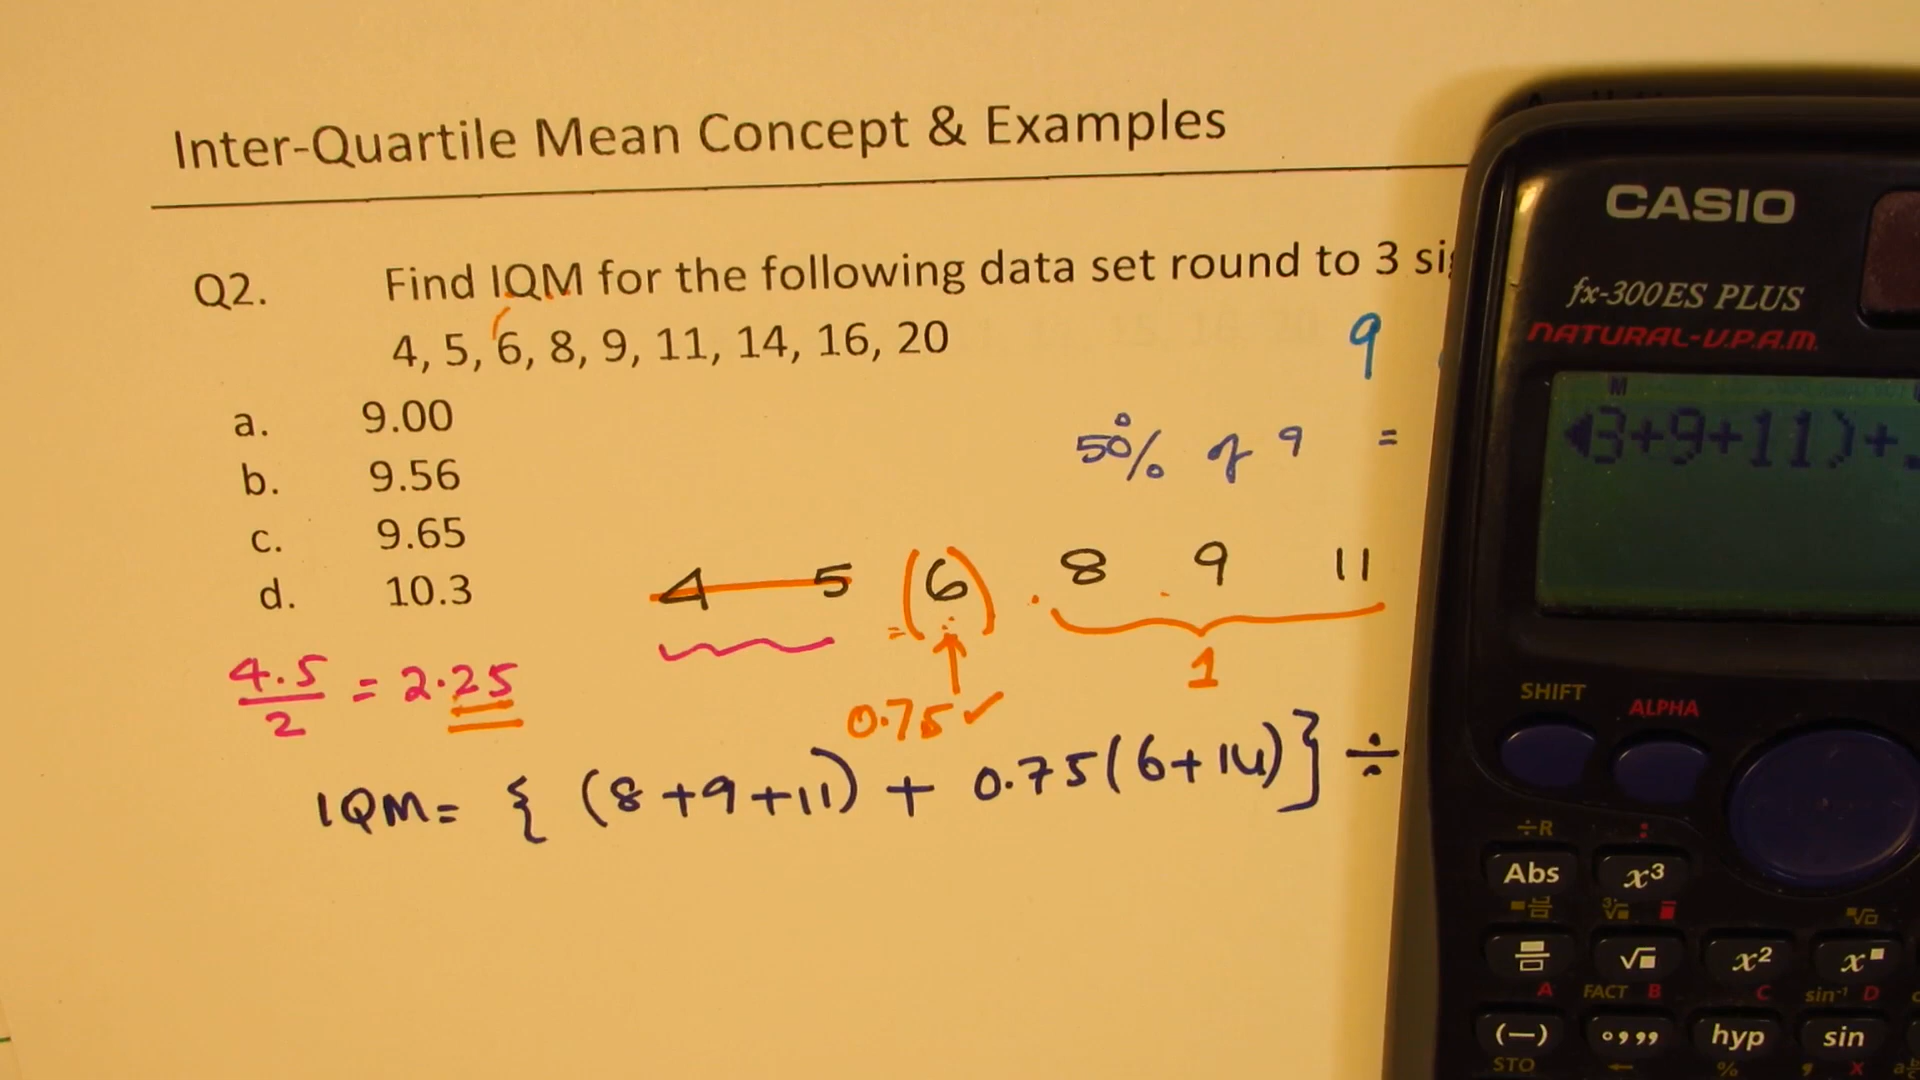 Inter-Quartile Mean Concept & Examples
Q2. Find IQM for the following data set round to 3
4, 5, 6, 8, 9, 11, 14, 16, 20
9
a. 9.00
b. 9.56
c. 9.65
d. 10.3
50% of 9 =
4 5 (6) 8 9 11
4.5/2 = 2.25
0.75✓
1
IQM = { (8+9+11) + 0.75(6+14)} ÷
CASIO
fx-300ES PLUS
NATURAL-V.P.A.M.
M
3+9+11)+.
SHIFT
ALPHA
÷R :
Abs x³
√■ x² x■
A FACT B C sin⁻¹ D
(−) °,,, hyp sin
STO ← % , X